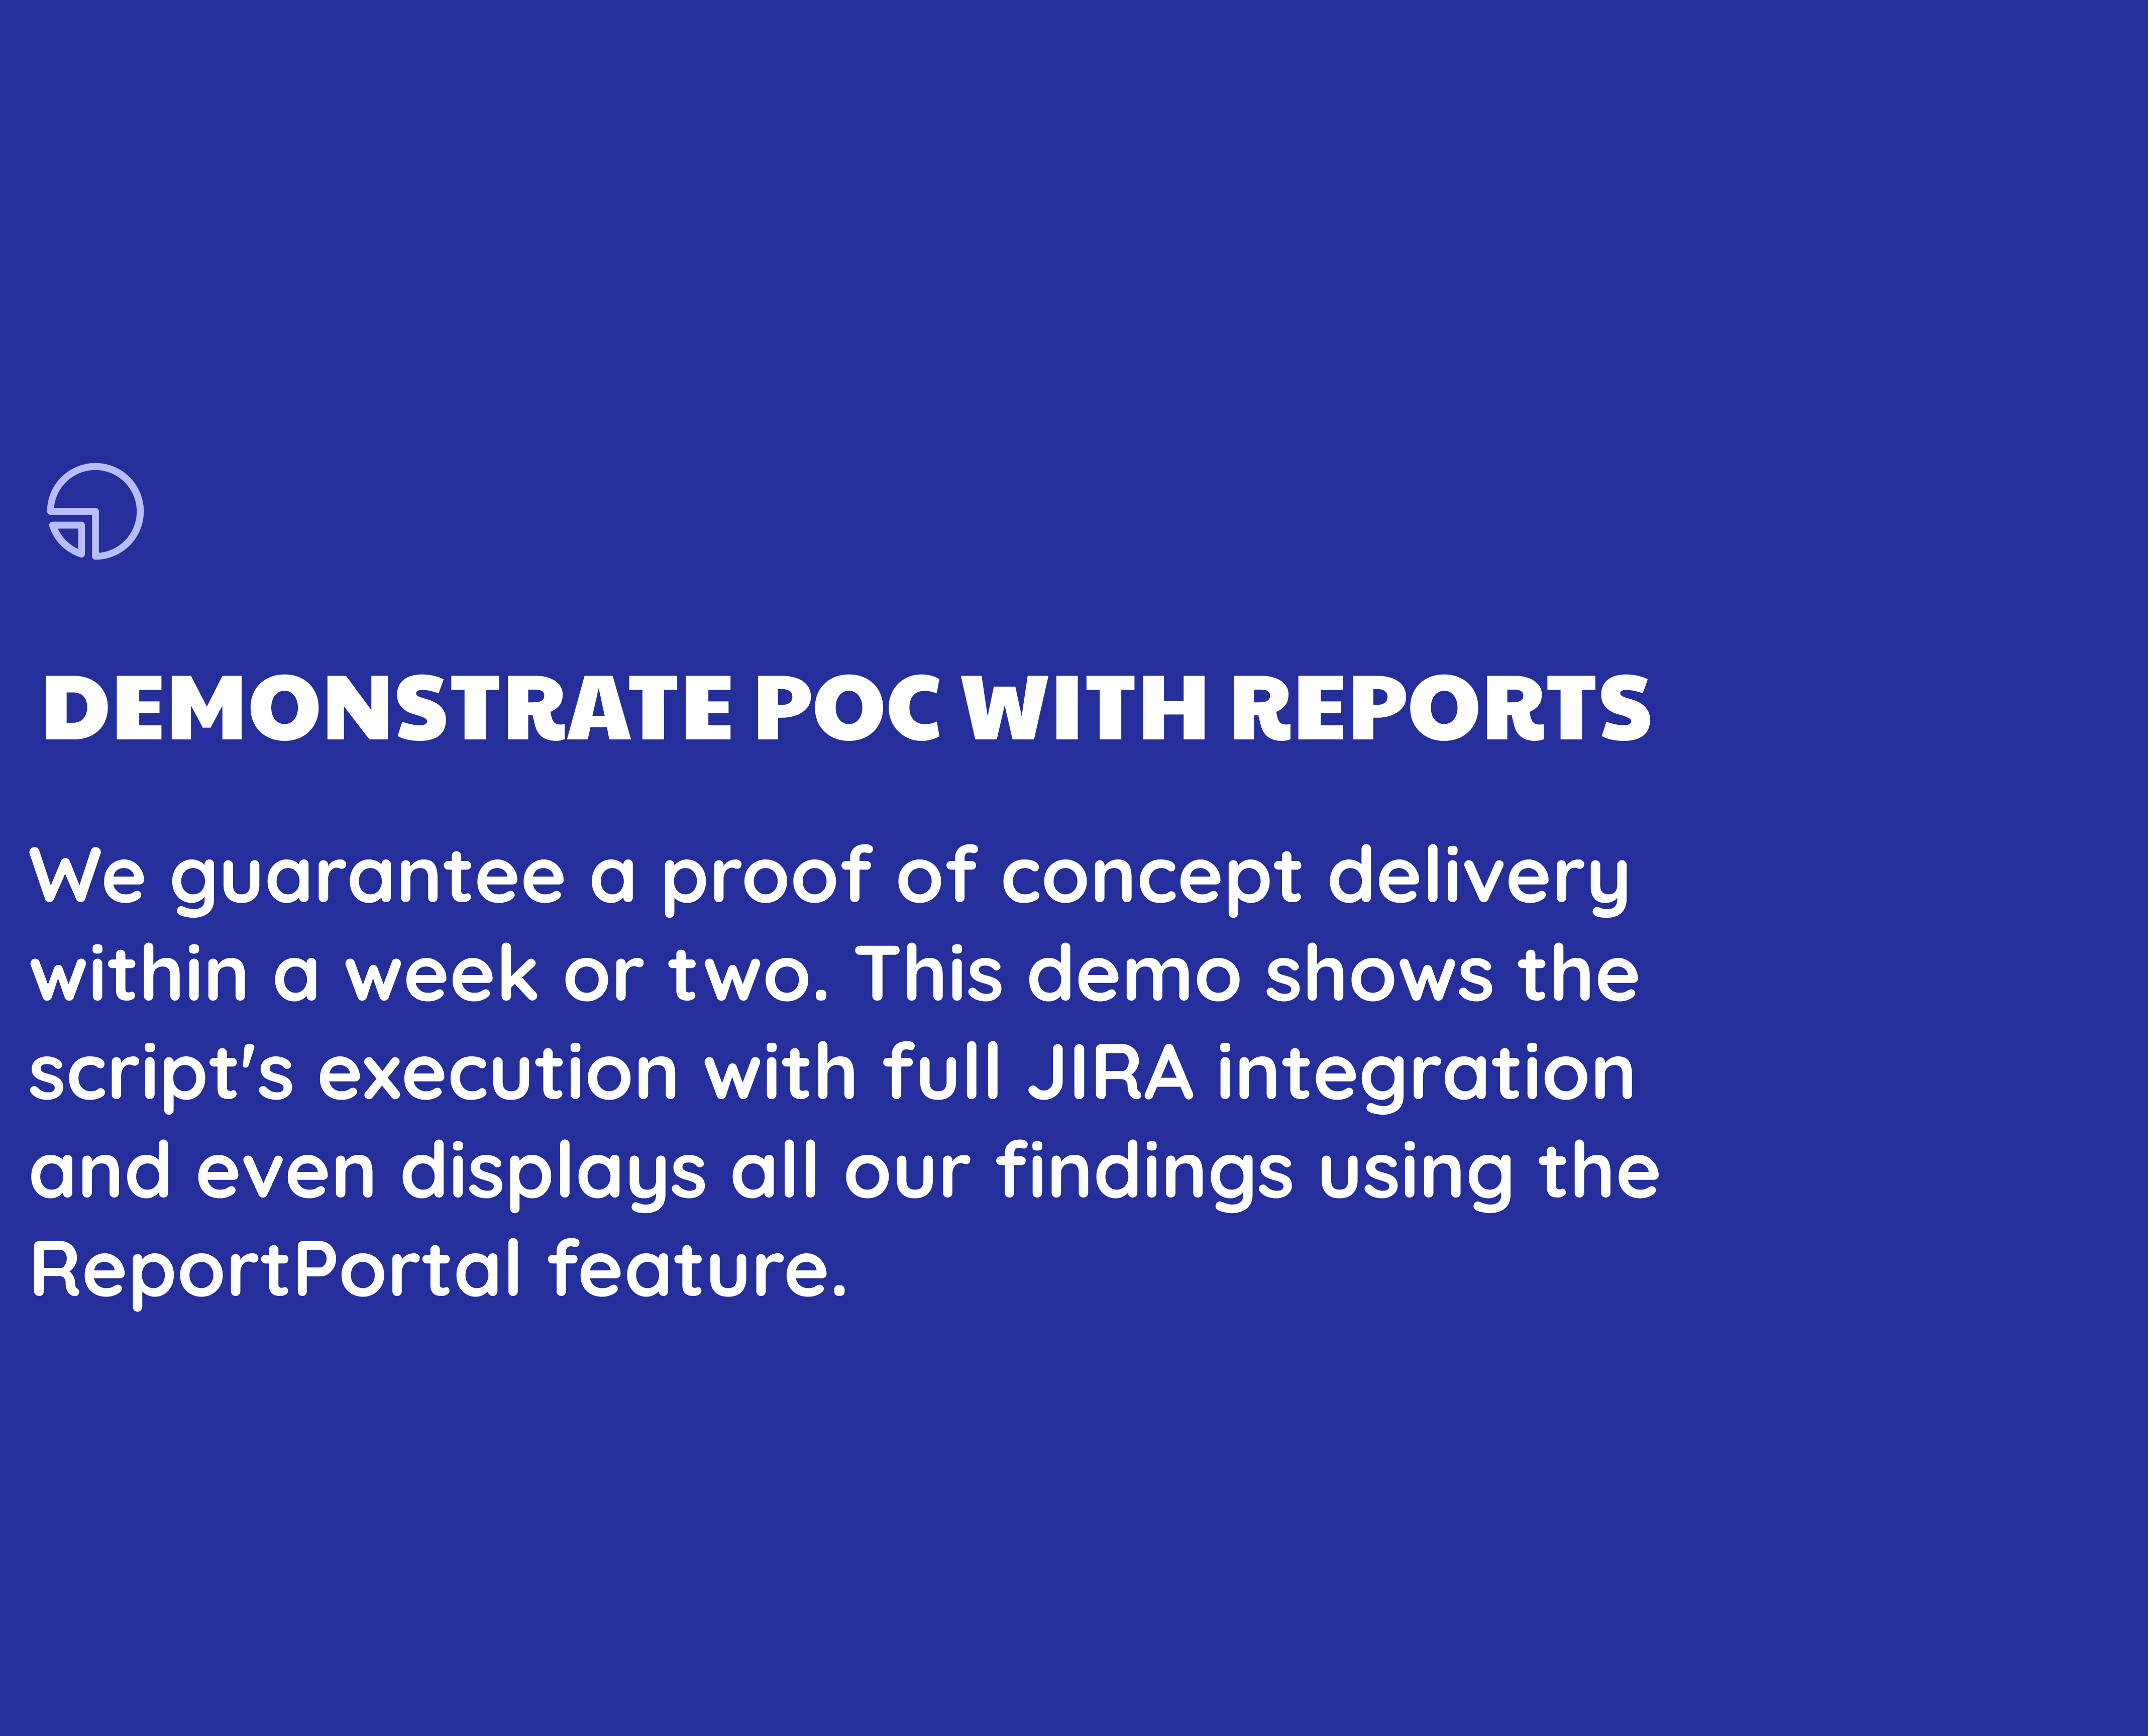 DEMONSTRATE POC WITH REPORTS
We guarantee a proof of concept delivery
within a week or two. This demo shows the
script's execution with full JIRA integration
and even displays all our findings using the
ReportPortal feature.